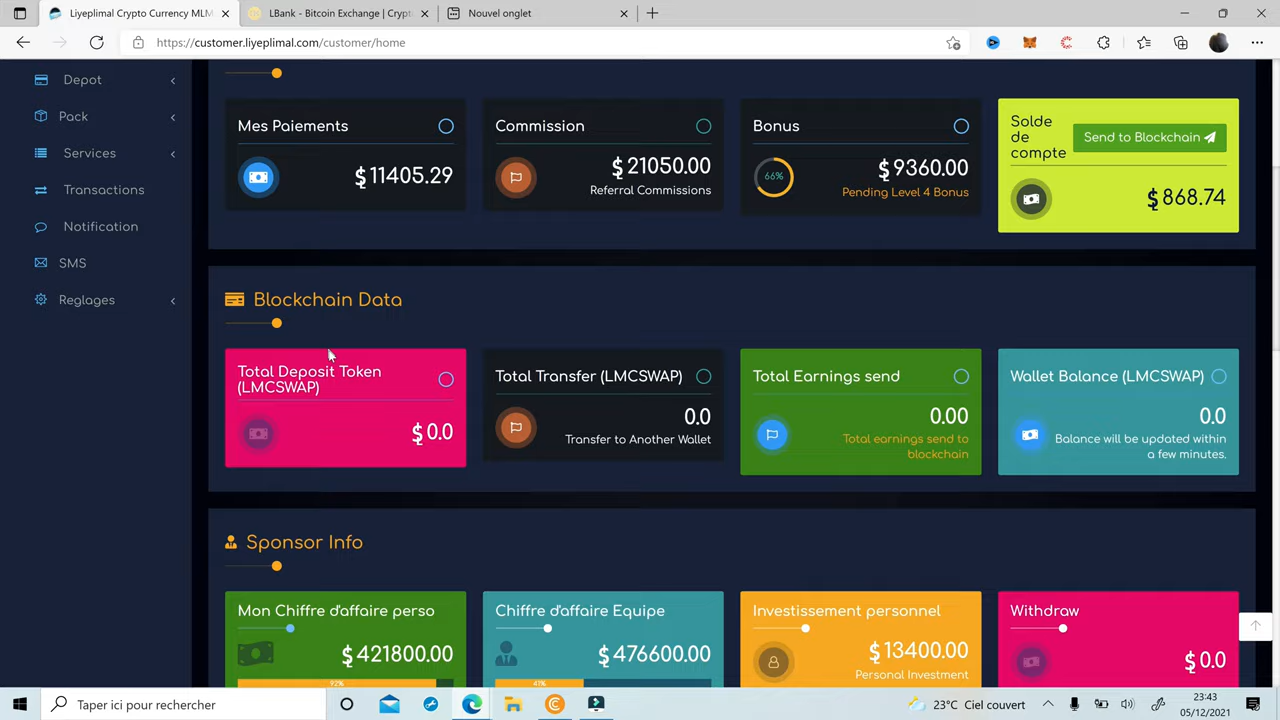 Liyeplimal Crypto Currency MLM
LBank - Bitcoin Exchange | Crypt
Nouvel onglet
https://customer.liyeplimal.com/customer/home
Depot
Pack
Services
Transactions
Notification
SMS
Reglages
Mes Paiements
$11405.29
Commission
$21050.00
Referral Commissions
Bonus
66%
$9360.00
Pending Level 4 Bonus
Solde
de
compte
Send to Blockchain
$868.74
Blockchain Data
Total Deposit Token
(LMCSWAP)
$0.0
Total Transfer (LMCSWAP)
0.0
Transfer to Another Wallet
Total Earnings send
0.00
Total earnings send to
blockchain
Wallet Balance (LMCSWAP)
0.0
Balance will be updated within
a few minutes.
Sponsor Info
Mon Chiffre d'affaire perso
$421800.00
92%
Chiffre d'affaire Equipe
$476600.00
41%
Investissement personnel
$13400.00
Personal Investment
Withdraw
$0.0
Taper ici pour rechercher
23°C Ciel couvert
23:43
05/12/2021